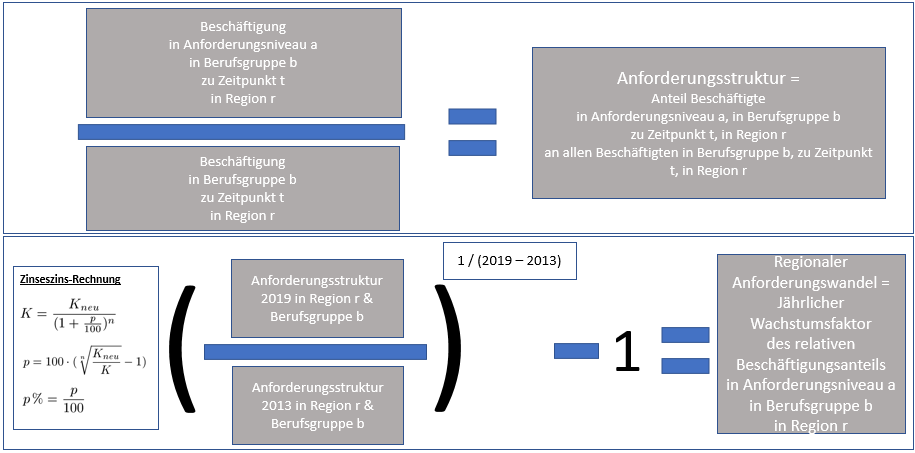 Beschäftigung
in Anforderungsniveau a
in Berufsgruppe b
zu Zeitpunkt t
in Region r
Beschäftigung
in Berufsgruppe b
zu Zeitpunkt t
in Region r
=
Anforderungsstruktur =
Anteil Beschäftigte
in Anforderungsniveau a, in Berufsgruppe b
zu Zeitpunkt t, in Region r
an allen Beschäftigten in Berufsgruppe b, zu Zeitpunkt
t, in Region r
Zinseszins-Rechnung
K = K_neu / (1 + p/100)^n
p = 100 · (ⁿ√(K_neu / K) − 1)
p% = p/100
(
Anforderungsstruktur
2019 in Region r &
Berufsgruppe b
Anforderungsstruktur
2013 in Region r &
Berufsgruppe b
)
1 / (2019 – 2013)
− 1 =
Regionaler
Anforderungswandel =
Jährlicher
Wachstumsfaktor
des relativen
Beschäftigungsanteils
in Anforderungsniveau a
in Berufsgruppe b
in Region r